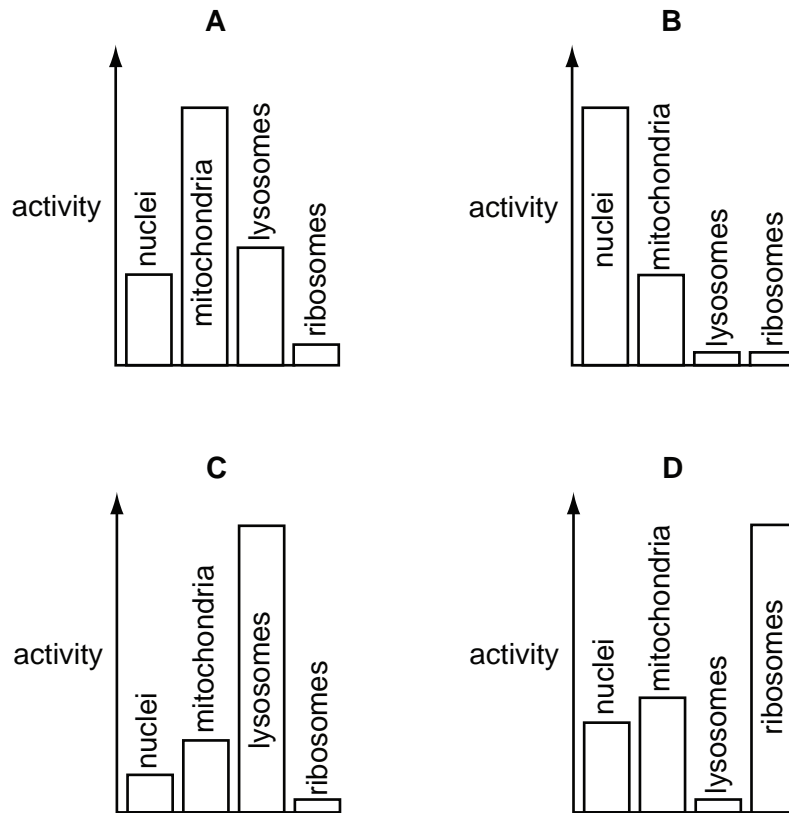 A
activity
nuclei
mitochondria
lysosomes
ribosomes
B
activity
nuclei
mitochondria
lysosomes
ribosomes
C
activity
nuclei
mitochondria
lysosomes
ribosomes
D
activity
nuclei
mitochondria
lysosomes
ribosomes